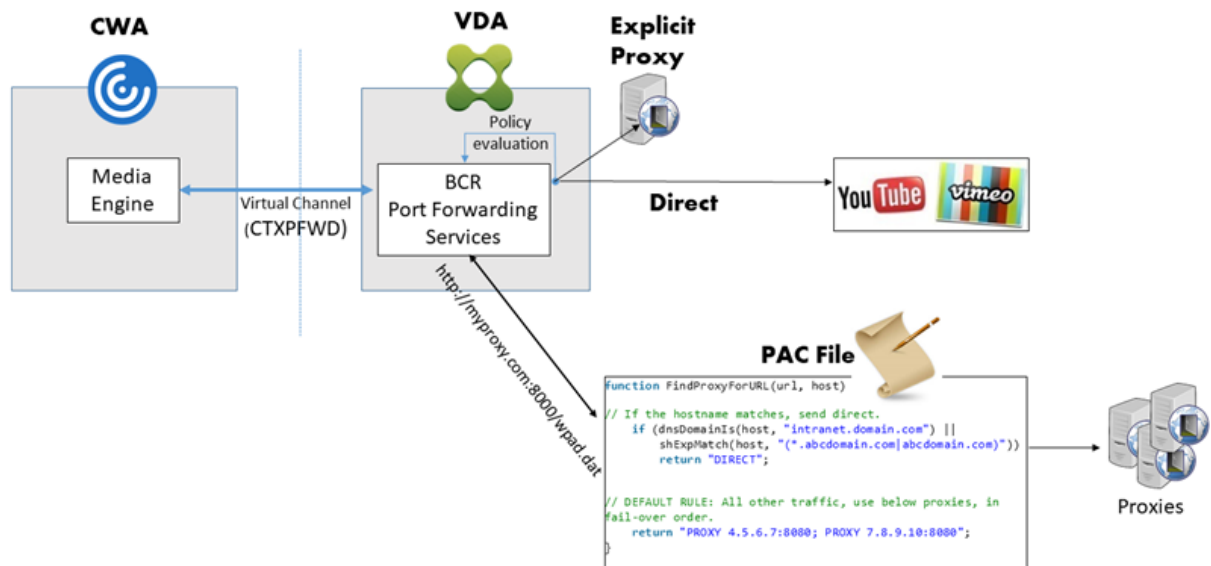 CWA
VDA
Explicit
Proxy
Policy
evaluation
Media
Engine
Virtual Channel
(CTXPFWD)
BCR
Port Forwarding
Services
Direct
YouTube
vimeo
http://myproxy.com:8000/wpad.dat
PAC File
function FindProxyForURL(url, host)
// If the hostname matches, send direct.
if (dnsDomainIs(host, "intranet.domain.com") ||
shExpMatch(host, "(*.abcdomain.com|abcdomain.com)"))
return "DIRECT";
// DEFAULT RULE: All other traffic, use below proxies, in
fail-over order.
return "PROXY 4.5.6.7:8080; PROXY 7.8.9.10:8080";
}
Proxies